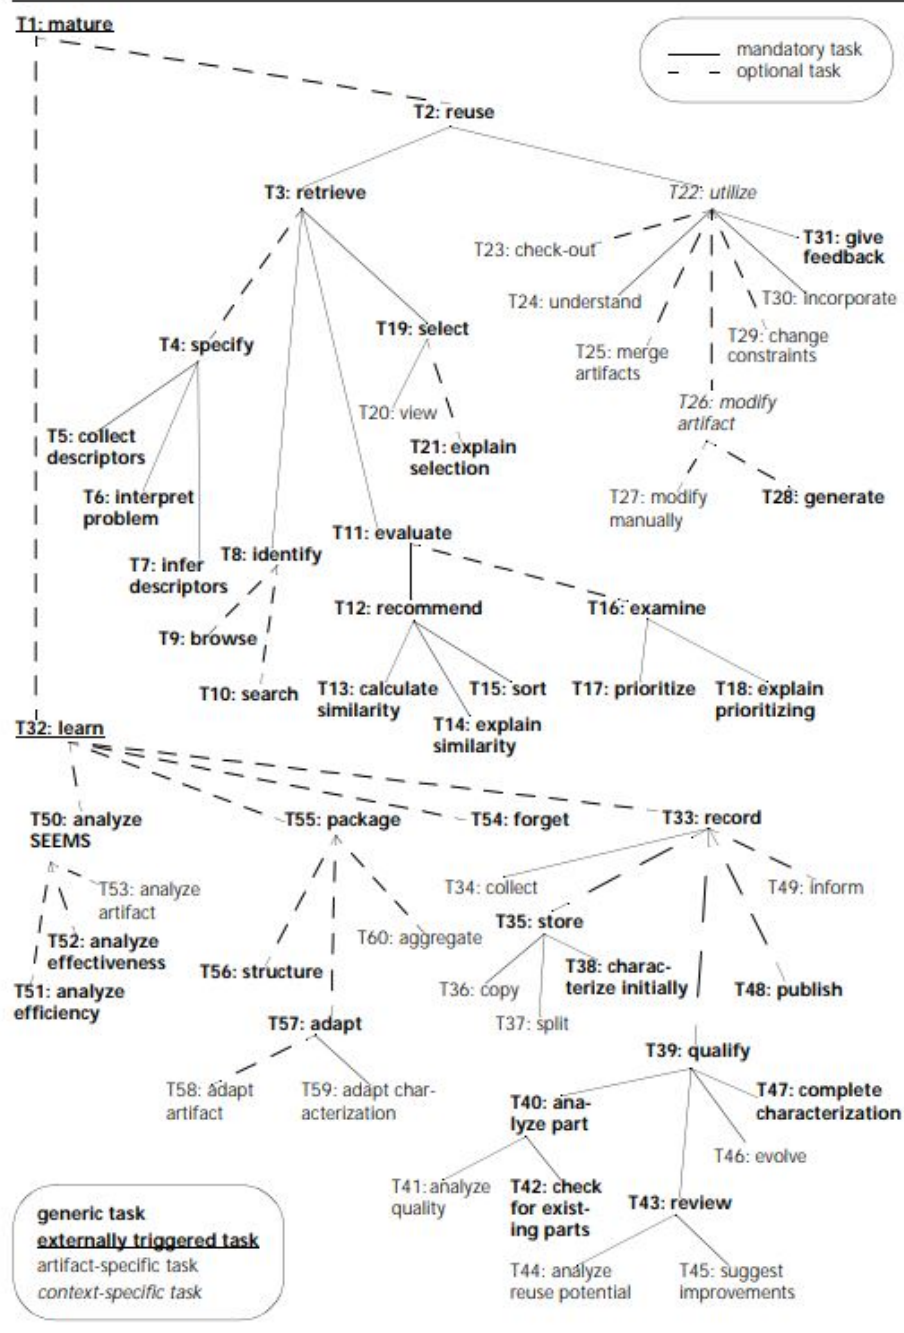 T1: mature
mandatory task
optional task
T2: reuse
T3: retrieve
T22: utilize
T23: check-out
T31: give
feedback
T24: understand
T30: incorporate
T19: select
T4: specify
T25: merge
artifacts
T29: change
constraints
T20: view
T26: modify
artifact
T5: collect
descriptors
T21: explain
selection
T6: interpret
problem
T27: modify
manually
T28: generate
T11: evaluate
T7: infer
descriptors
T8: identify
T12: recommend
T16: examine
T9: browse
T10: search
T13: calculate
similarity
T15: sort
T17: prioritize
T18: explain
prioritizing
T14: explain
similarity
T32: learn
T50: analyze
SEEMS
T55: package
T54: forget
T33: record
T53: analyze
artifact
T34: collect
T49: inform
T35: store
T52: analyze
effectiveness
T60: aggregate
T56: structure
T38: charac-
terize initially
T51: analyze
efficiency
T36: copy
T48: publish
T37: split
T57: adapt
T39: qualify
T58: adapt
artifact
T59: adapt char-
acterization
T40: ana-
lyze part
T47: complete
characterization
T46: evolve
T41: analyze
quality
T42: check
for exist-
ing parts
T43: review
generic task
externally triggered task
artifact-specific task
context-specific task
T44: analyze
reuse potential
T45: suggest
improvements